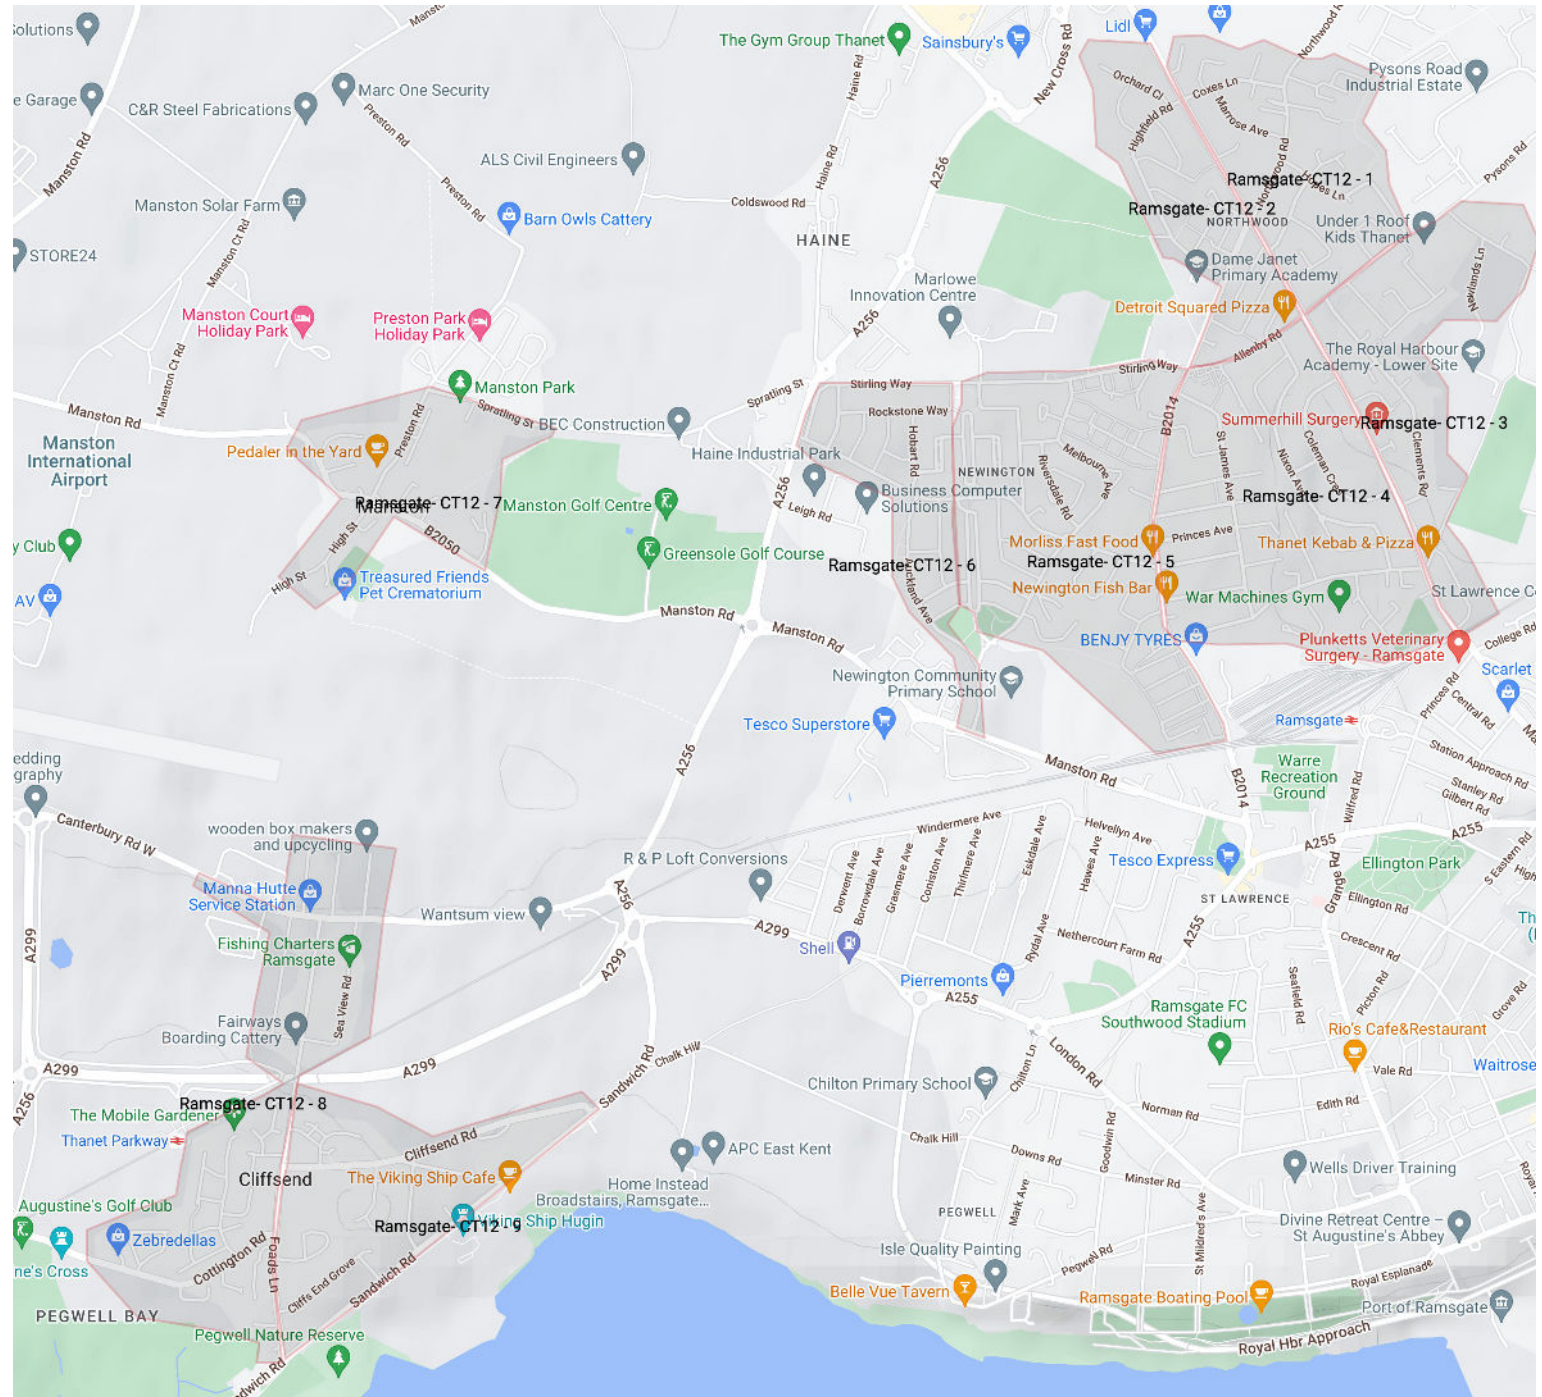 Solutions
Manston
The Gym Group Thanet
Sainsbury's
Lidl
New Cross Rd
Northwood R
Pysons Road
Industrial Estate
e Garage
C&R Steel Fabrications
Marc One Security
Preston Rd
Haine Rd
Orchard Cl
Coxes Ln
Highfield Rd
Marrose Ave
Manston Rd
ALS Civil Engineers
Haine Rd
A256
Northwood Rd
Hopes Ln
Pysons Rd
Ramsgate- CT12 - 1
Ramsgate- CT12 - 2
NORTHWOOD
Manston Solar Farm
Preston Rd
Barn Owls Cattery
Coldswood Rd
HAINE
Under 1 Roof
Kids Thanet
STORE24
Manston Ct Rd
Dame Janet
Primary Academy
Newlands Ln
Marlowe
Innovation Centre
Detroit Squared Pizza
Manston Court
Holiday Park
Preston Park
Holiday Park
A256
Allenby Rd
The Royal Harbour
Academy - Lower Site
Manston Ct Rd
Manston Park
Spratling St
Stirling Way
Stirling Way
Manston Rd
Preston Rd
Spratling St
BEC Construction
Rockstone Way
B2014
Summerhill Surgery
Ramsgate- CT12 - 3
Manston
International
Airport
Pedaler in the Yard
Haine Industrial Park
Hobart Rd
NEWINGTON
Melbourne Ave
Riversdale Rd
St James Ave
Nixon Ave
Coleman Cres
Clements Rd
Ramsgate- CT12 - 7
Manston
Manston Golf Centre
A256
Leigh Rd
Business Computer
Solutions
Ramsgate- CT12 - 4
y Club
High St
B2050
Greensole Golf Course
Morliss Fast Food
Princes Ave
Thanet Kebab & Pizza
Ramsgate- CT12 - 6
Ramsgate- CT12 - 5
AV
High St
Treasured Friends
Pet Crematorium
Auckland Ave
Newington Fish Bar
War Machines Gym
St Lawrence Co
Manston Rd
Manston Rd
BENJY TYRES
Plunketts Veterinary
Surgery - Ramsgate
College Rd
Newington Community
Primary School
Scarlet
Princes Rd
Central Rd
Tesco Superstore
Ramsgate
Ma
A256
Manston Rd
B2014
Warre
Recreation
Ground
Station Approach Rd
Stanley Rd
Gilbert Rd
Wilfred Rd
edding
graphy
Canterbury Rd W
wooden box makers
and upcycling
Windermere Ave
Helvellyn Ave
A255
A255
R & P Loft Conversions
Derwent Ave
Borrowdale Ave
Grasmere Ave
Coniston Ave
Thirlmere Ave
Eskdale Ave
Hawes Ave
Tesco Express
Ellington Park
S Eastern Rd
High
Manna Hutte
Service Station
Wantsum view
A256
ST LAWRENCE
Grange Rd
Ellington Rd
A299
Fishing Charters
Ramsgate
A299
A299
Shell
Rydal Ave
Nethercourt Farm Rd
A255
Crescent Rd
Th
Pierremonts
A255
Seafield Rd
Picton Rd
Grove Rd
Fairways
Boarding Cattery
Sea View Rd
Ramsgate FC
Southwood Stadium
Rio's Cafe&Restaurant
A299
A299
Sandwich Rd
Chalk Hill
Chilton Ln
London Rd
Waitrose
Vale Rd
A256
Ramsgate- CT12 - 8
The Mobile Gardener
Chilton Primary School
Norman Rd
Edith Rd
Thanet Parkway
Cliffsend Rd
Chalk Hill
Goodwin Rd
Cliffsend
The Viking Ship Cafe
APC East Kent
Downs Rd
Wells Driver Training
Home Instead
Broadstairs, Ramsgate...
Minster Rd
Royal
Augustine's Golf Club
Mark Ave
St Mildred's Ave
Ramsgate- CT12 - 9
Viking Ship Hugin
PEGWELL
Divine Retreat Centre –
St Augustine's Abbey
Zebredellas
Cottington Rd
Foads Ln
ne's Cross
Isle Quality Painting
Pegwell Rd
Cliffs End Grove
Sandwich Rd
Royal Esplanade
Belle Vue Tavern
Ramsgate Boating Pool
Port of Ramsgate
PEGWELL BAY
Pegwell Nature Reserve
Royal Hbr Approach
dwich Rd